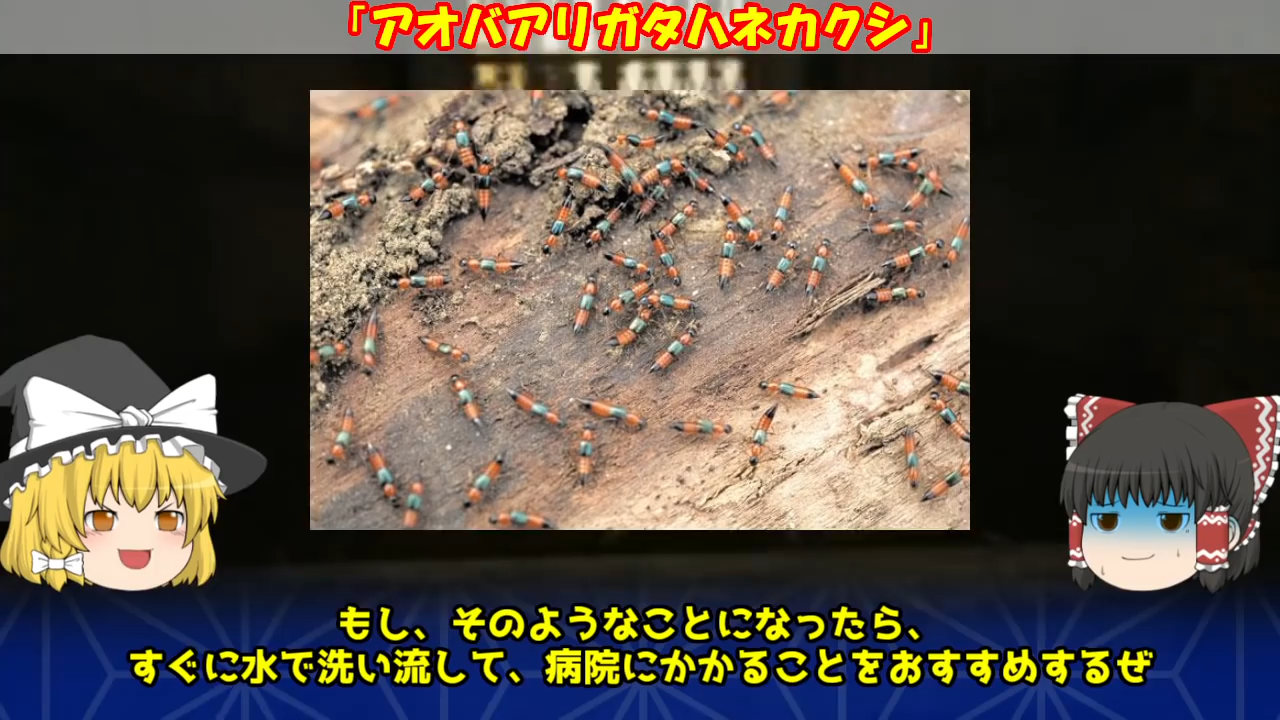 「アオバアリガタハネカクシ」
もし、そのようなことになったら、
すぐに水で洗い流して、病院にかかることをおすすめするぜ